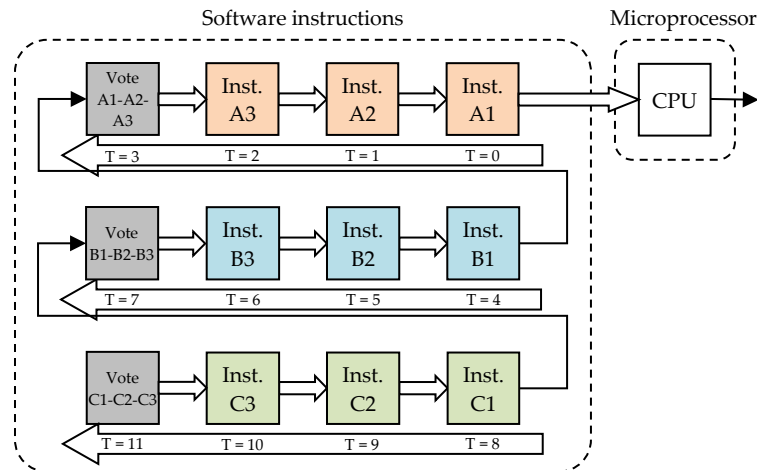 Software instructions
Microprocessor
Vote
A1-A2-
A3
Inst.
A3
Inst.
A2
Inst.
A1
CPU
T = 3
T = 2
T = 1
T = 0
Vote
B1-B2-B3
Inst.
B3
Inst.
B2
Inst.
B1
T = 7
T = 6
T = 5
T = 4
Vote
C1-C2-C3
Inst.
C3
Inst.
C2
Inst.
C1
T = 11
T = 10
T = 9
T = 8